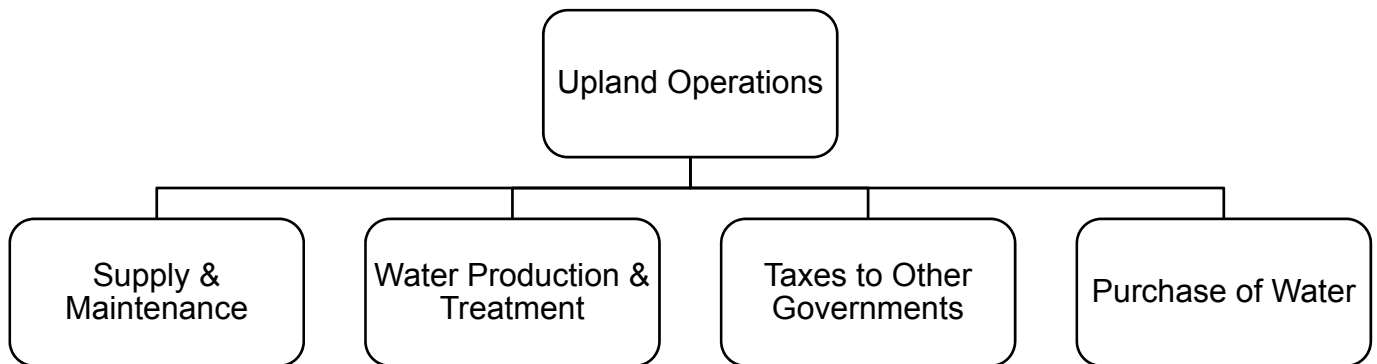 Upland Operations
Supply &
Maintenance
Water Production &
Treatment
Taxes to Other
Governments
Purchase of Water